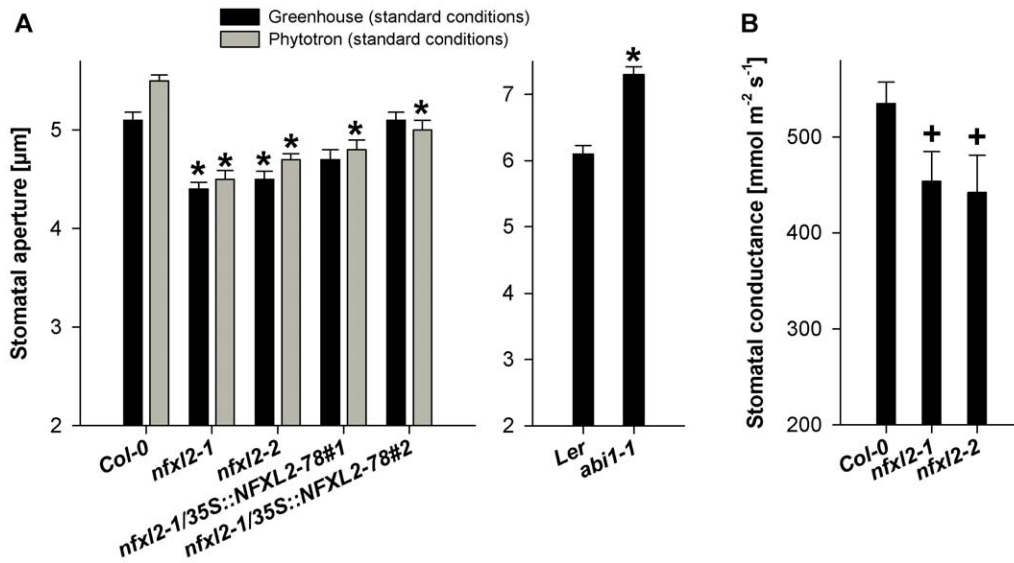 A
Greenhouse (standard conditions)
Phytotron (standard conditions)
Stomatal aperture [µm]
5
4
3
2
* * * * * *
Col-0
nfxl2-1
nfxl2-2
nfxl2-1/35S::NFXL2-78#1
nfxl2-1/35S::NFXL2-78#2
7
6
5
4
3
2
*
Ler
abi1-1
B
Stomatal conductance [mmol m⁻² s⁻¹]
500
400
300
200
+ +
Col-0
nfxl2-1
nfxl2-2